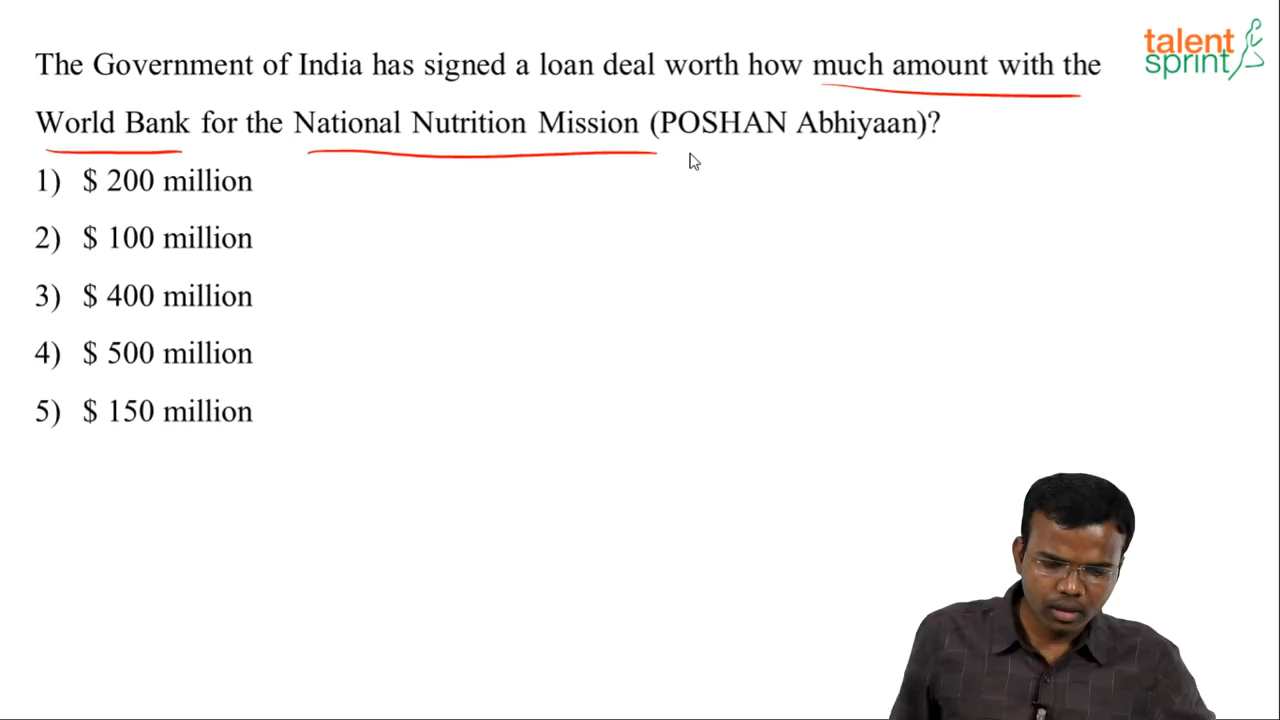 talent
sprint
The Government of India has signed a loan deal worth how much amount with the
World Bank for the National Nutrition Mission (POSHAN Abhiyaan)?
1) $ 200 million
2) $ 100 million
3) $ 400 million
4) $ 500 million
5) $ 150 million